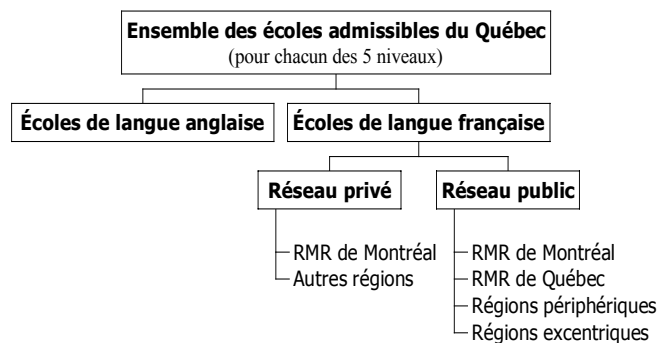 Ensemble des écoles admissibles du Québec
(pour chacun des 5 niveaux)
Écoles de langue anglaise
Écoles de langue française
Réseau privé
Réseau public
RMR de Montréal
Autres régions
RMR de Montréal
RMR de Québec
Régions périphériques
Régions excentriques